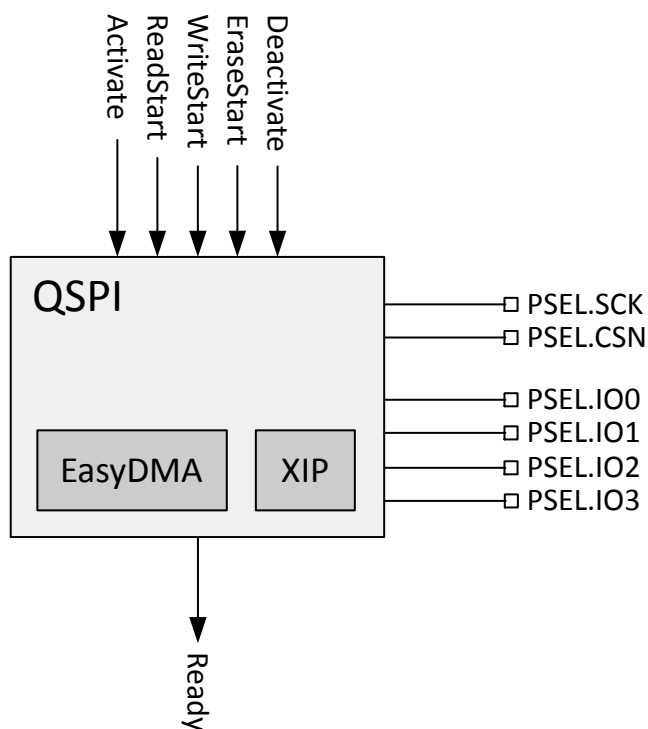 Activate
ReadStart
WriteStart
EraseStart
Deactivate
QSPI
EasyDMA
XIP
PSEL.SCK
PSEL.CSN
PSEL.IO0
PSEL.IO1
PSEL.IO2
PSEL.IO3
Ready